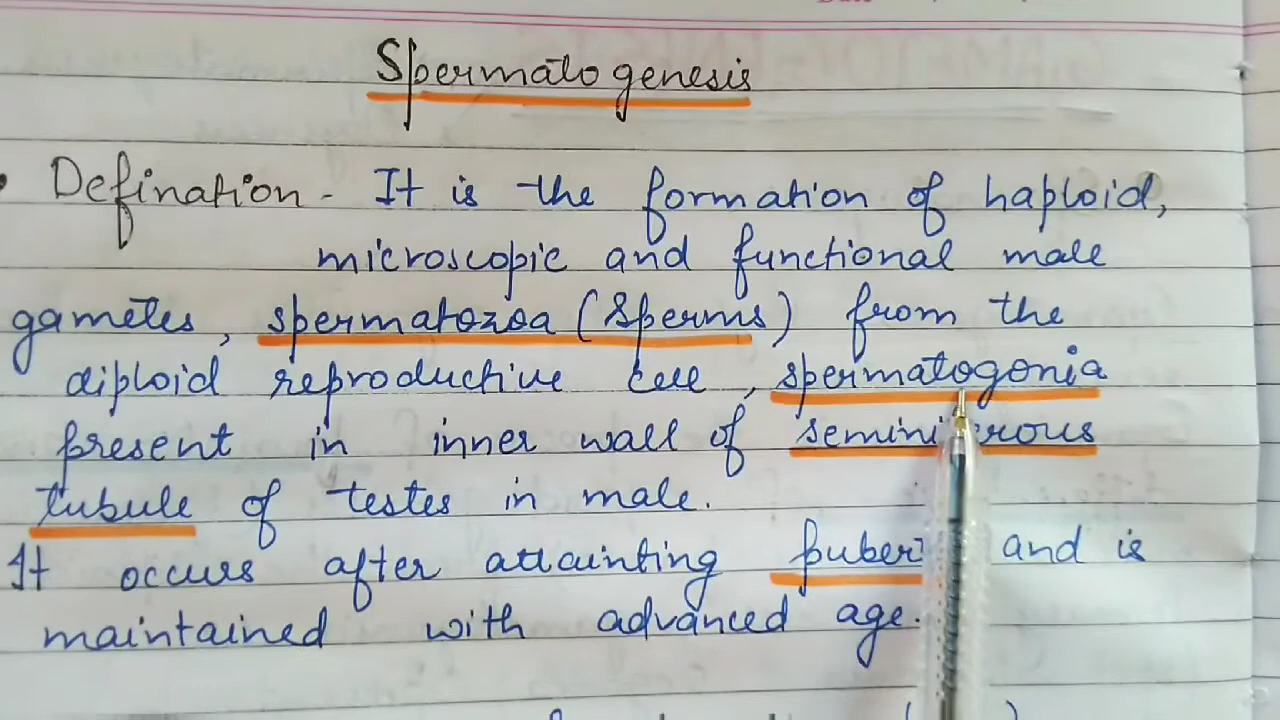 Spermatogenesis
• Defination - It is the formation of haploid,
microscopic and functional male
gametes, spermatozoa (Sperms) from the
diploid reproductive cell, spermatogonia
present in inner wall of
tubule of testes in male.
It occurs after attainting and is
maintained with advanced age.